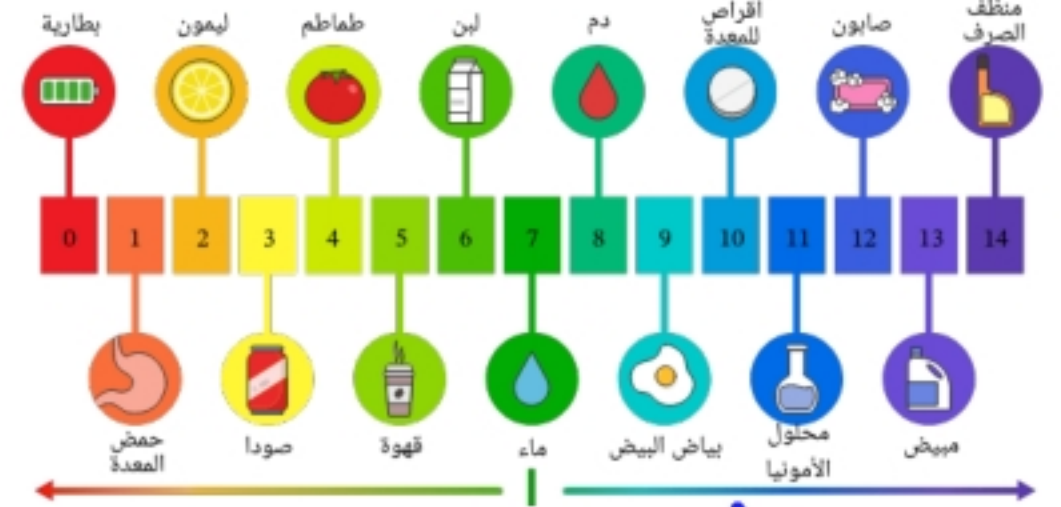 بطارية
ليمون
طماطم
لبن
دم
أقراص
للمعدة
صابون
منظف
الصرف
0 1 2 3 4 5 6 7 8 9 10 11 12 13 14
حمض
المعدة
صودا
قهوة
ماء
بياض البيض
محلول
الأمونيا
مبيض